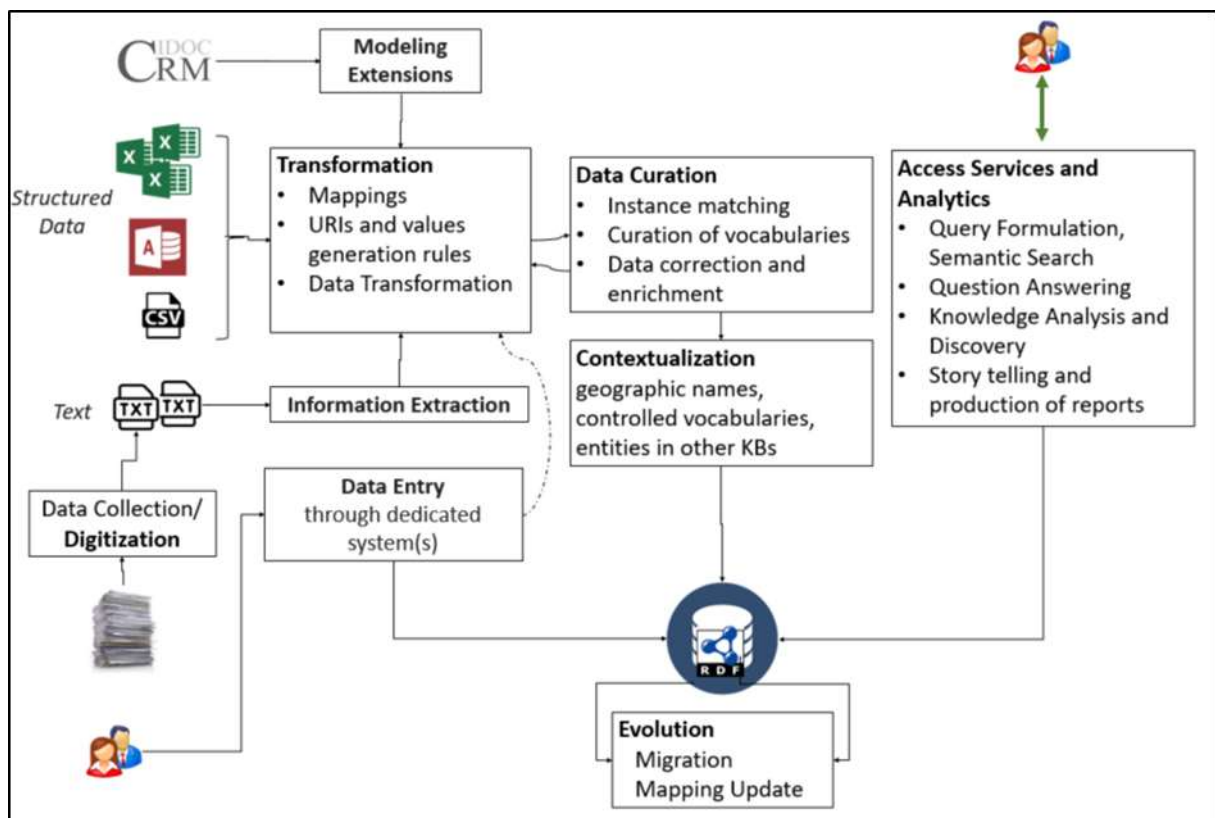 CIDOC
CRM
Modeling
Extensions
Structured
Data
X
X
X
A
CSV
Transformation
• Mappings
• URIs and values
generation rules
• Data Transformation
Data Curation
• Instance matching
• Curation of vocabularies
• Data correction and
enrichment
Access Services and
Analytics
• Query Formulation,
Semantic Search
• Question Answering
• Knowledge Analysis and
Discovery
• Story telling and
production of reports
Contextualization
geographic names,
controlled vocabularies,
entities in other KBs
Text
TXT
TXT
Information Extraction
Data Collection/
Digitization
Data Entry
through dedicated
system(s)
RDF
Evolution
Migration
Mapping Update